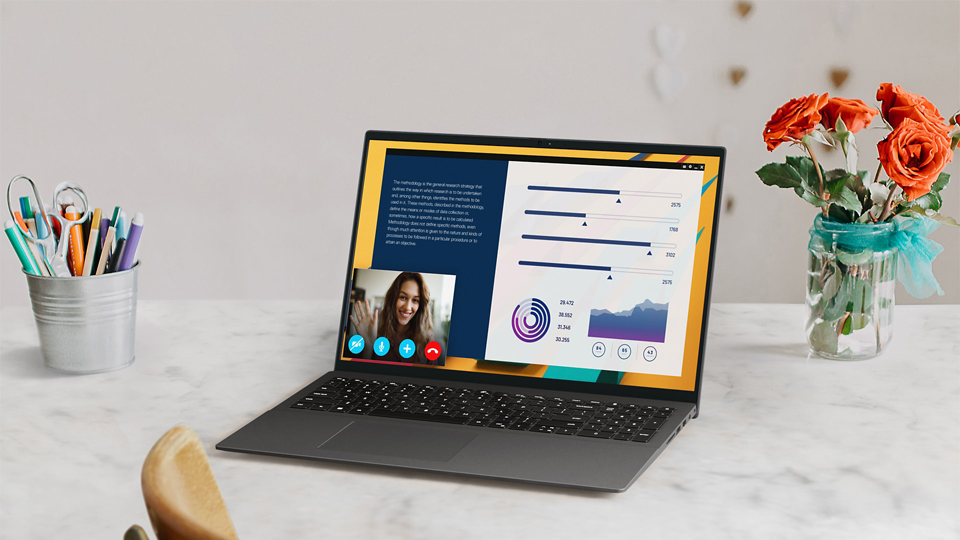 The methodology is the general research strategy that
outlines the way in which research is to be undertaken
and, among other things, identifies the methods to be
used in it. These methods, described in the methodology,
define the means or modes of data collection or,
sometimes, how a specific result is to be calculated
Methodology does not define specific methods, even
though much attention is given to the nature and kinds of
processes to be followed in a particular procedure or to
attain an objective.
2575
1768
3102
2575
29.472
38.552
31.346
30.255
84
65
43